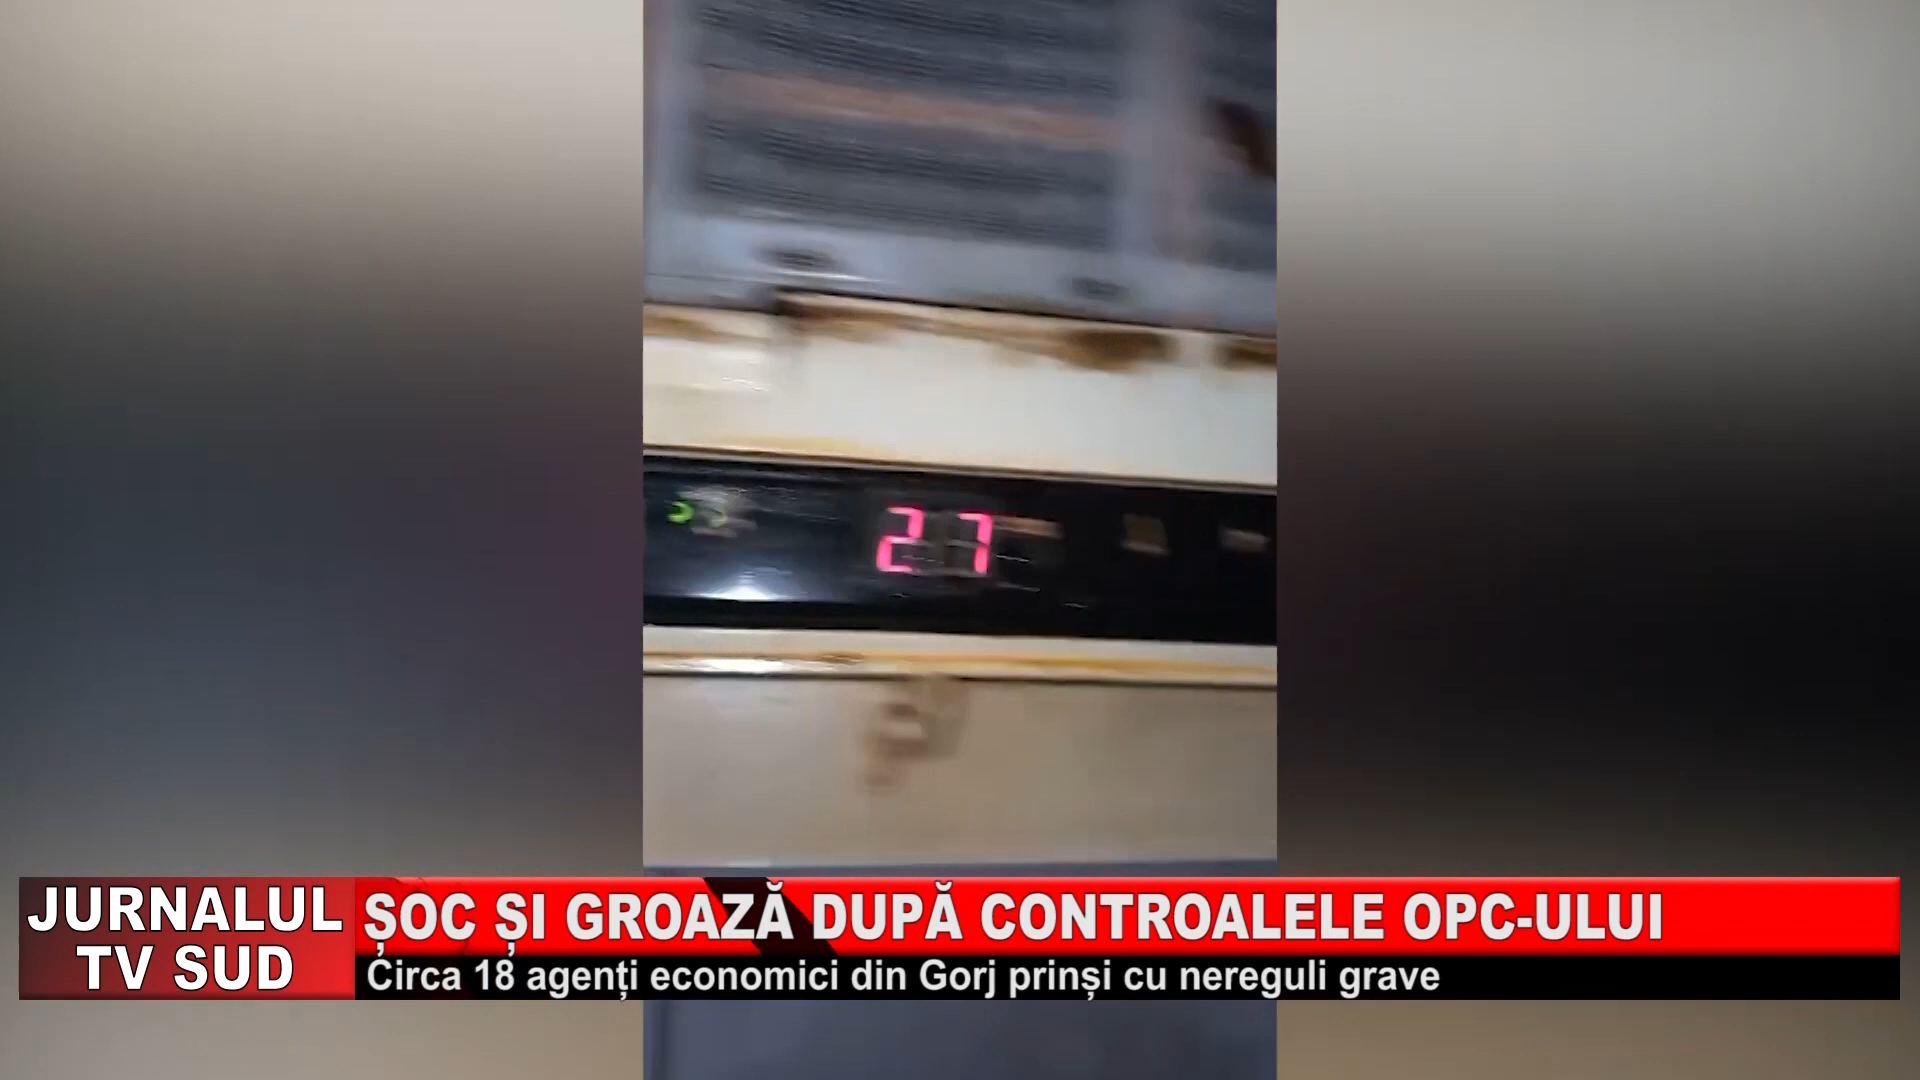 27
JURNALUL
TV SUD
ȘOC ȘI GROAZĂ DUPĂ CONTROALELE OPC-ULUI
Circa 18 agenți economici din Gorj prinși cu nereguli grave